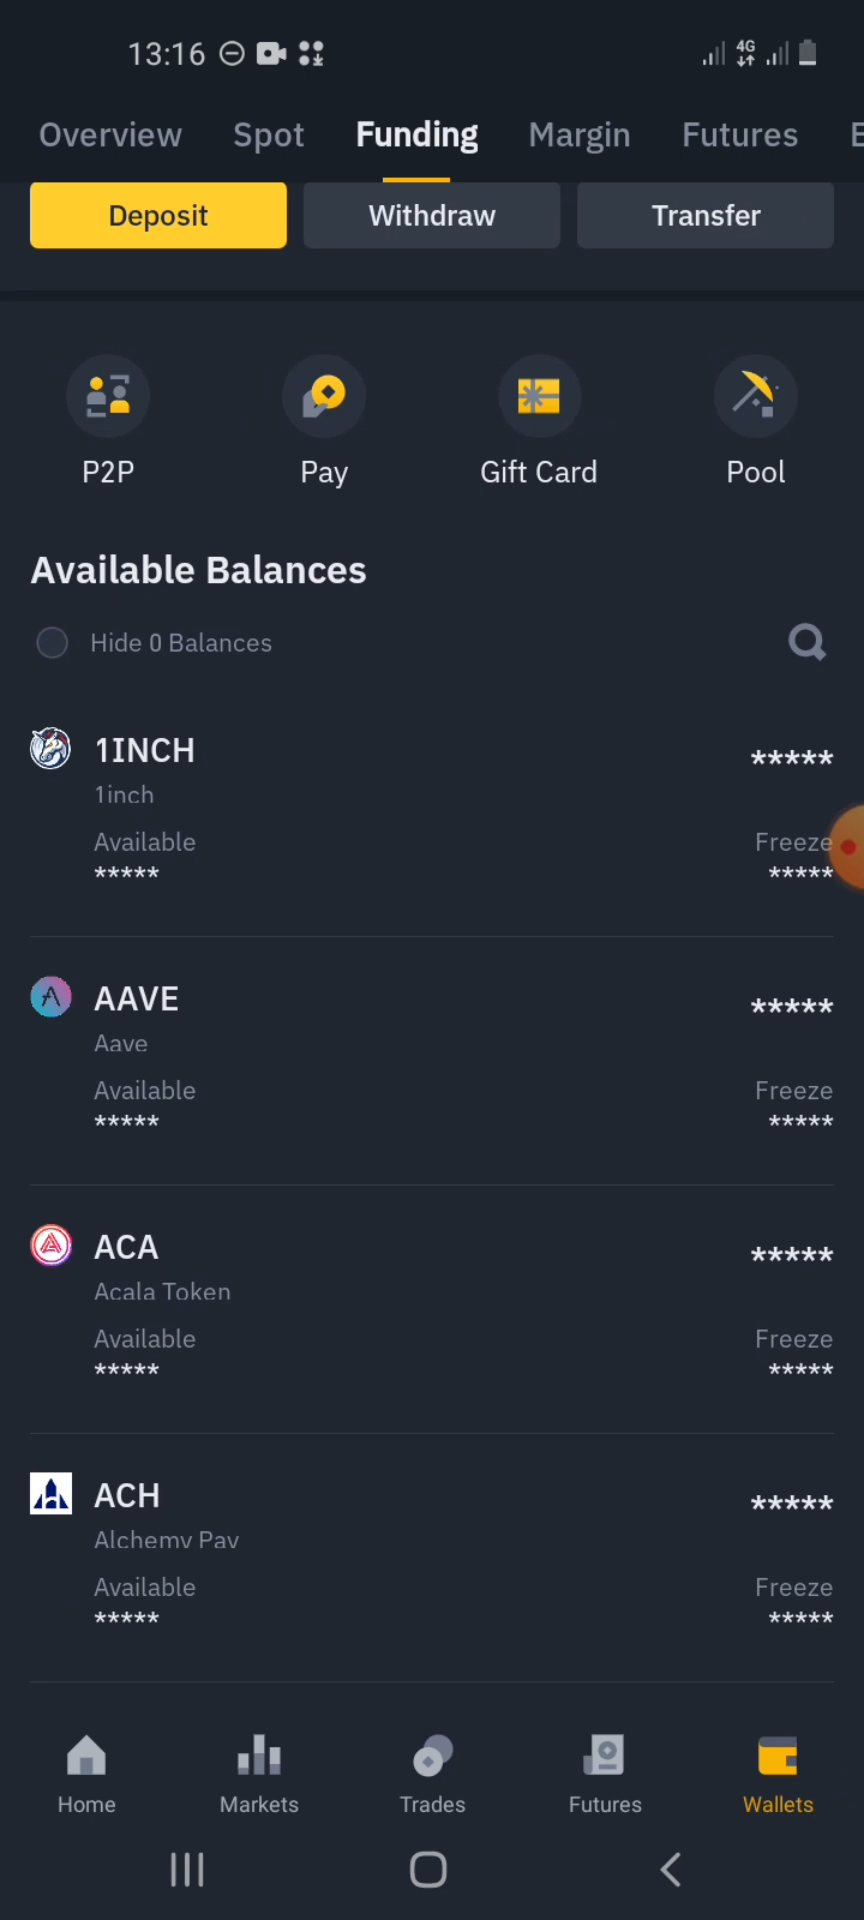 13:16 4G
Overview Spot Funding Margin Futures E
Deposit Withdraw Transfer
P2P Pay Gift Card Pool
Available Balances
Hide 0 Balances
1INCH *****
1inch
Available Freeze
***** *****
AAVE *****
Aave
Available Freeze
***** *****
ACA *****
Acala Token
Available Freeze
***** *****
ACH *****
Alchemy Pay
Available Freeze
***** *****
Home Markets Trades Futures Wallets